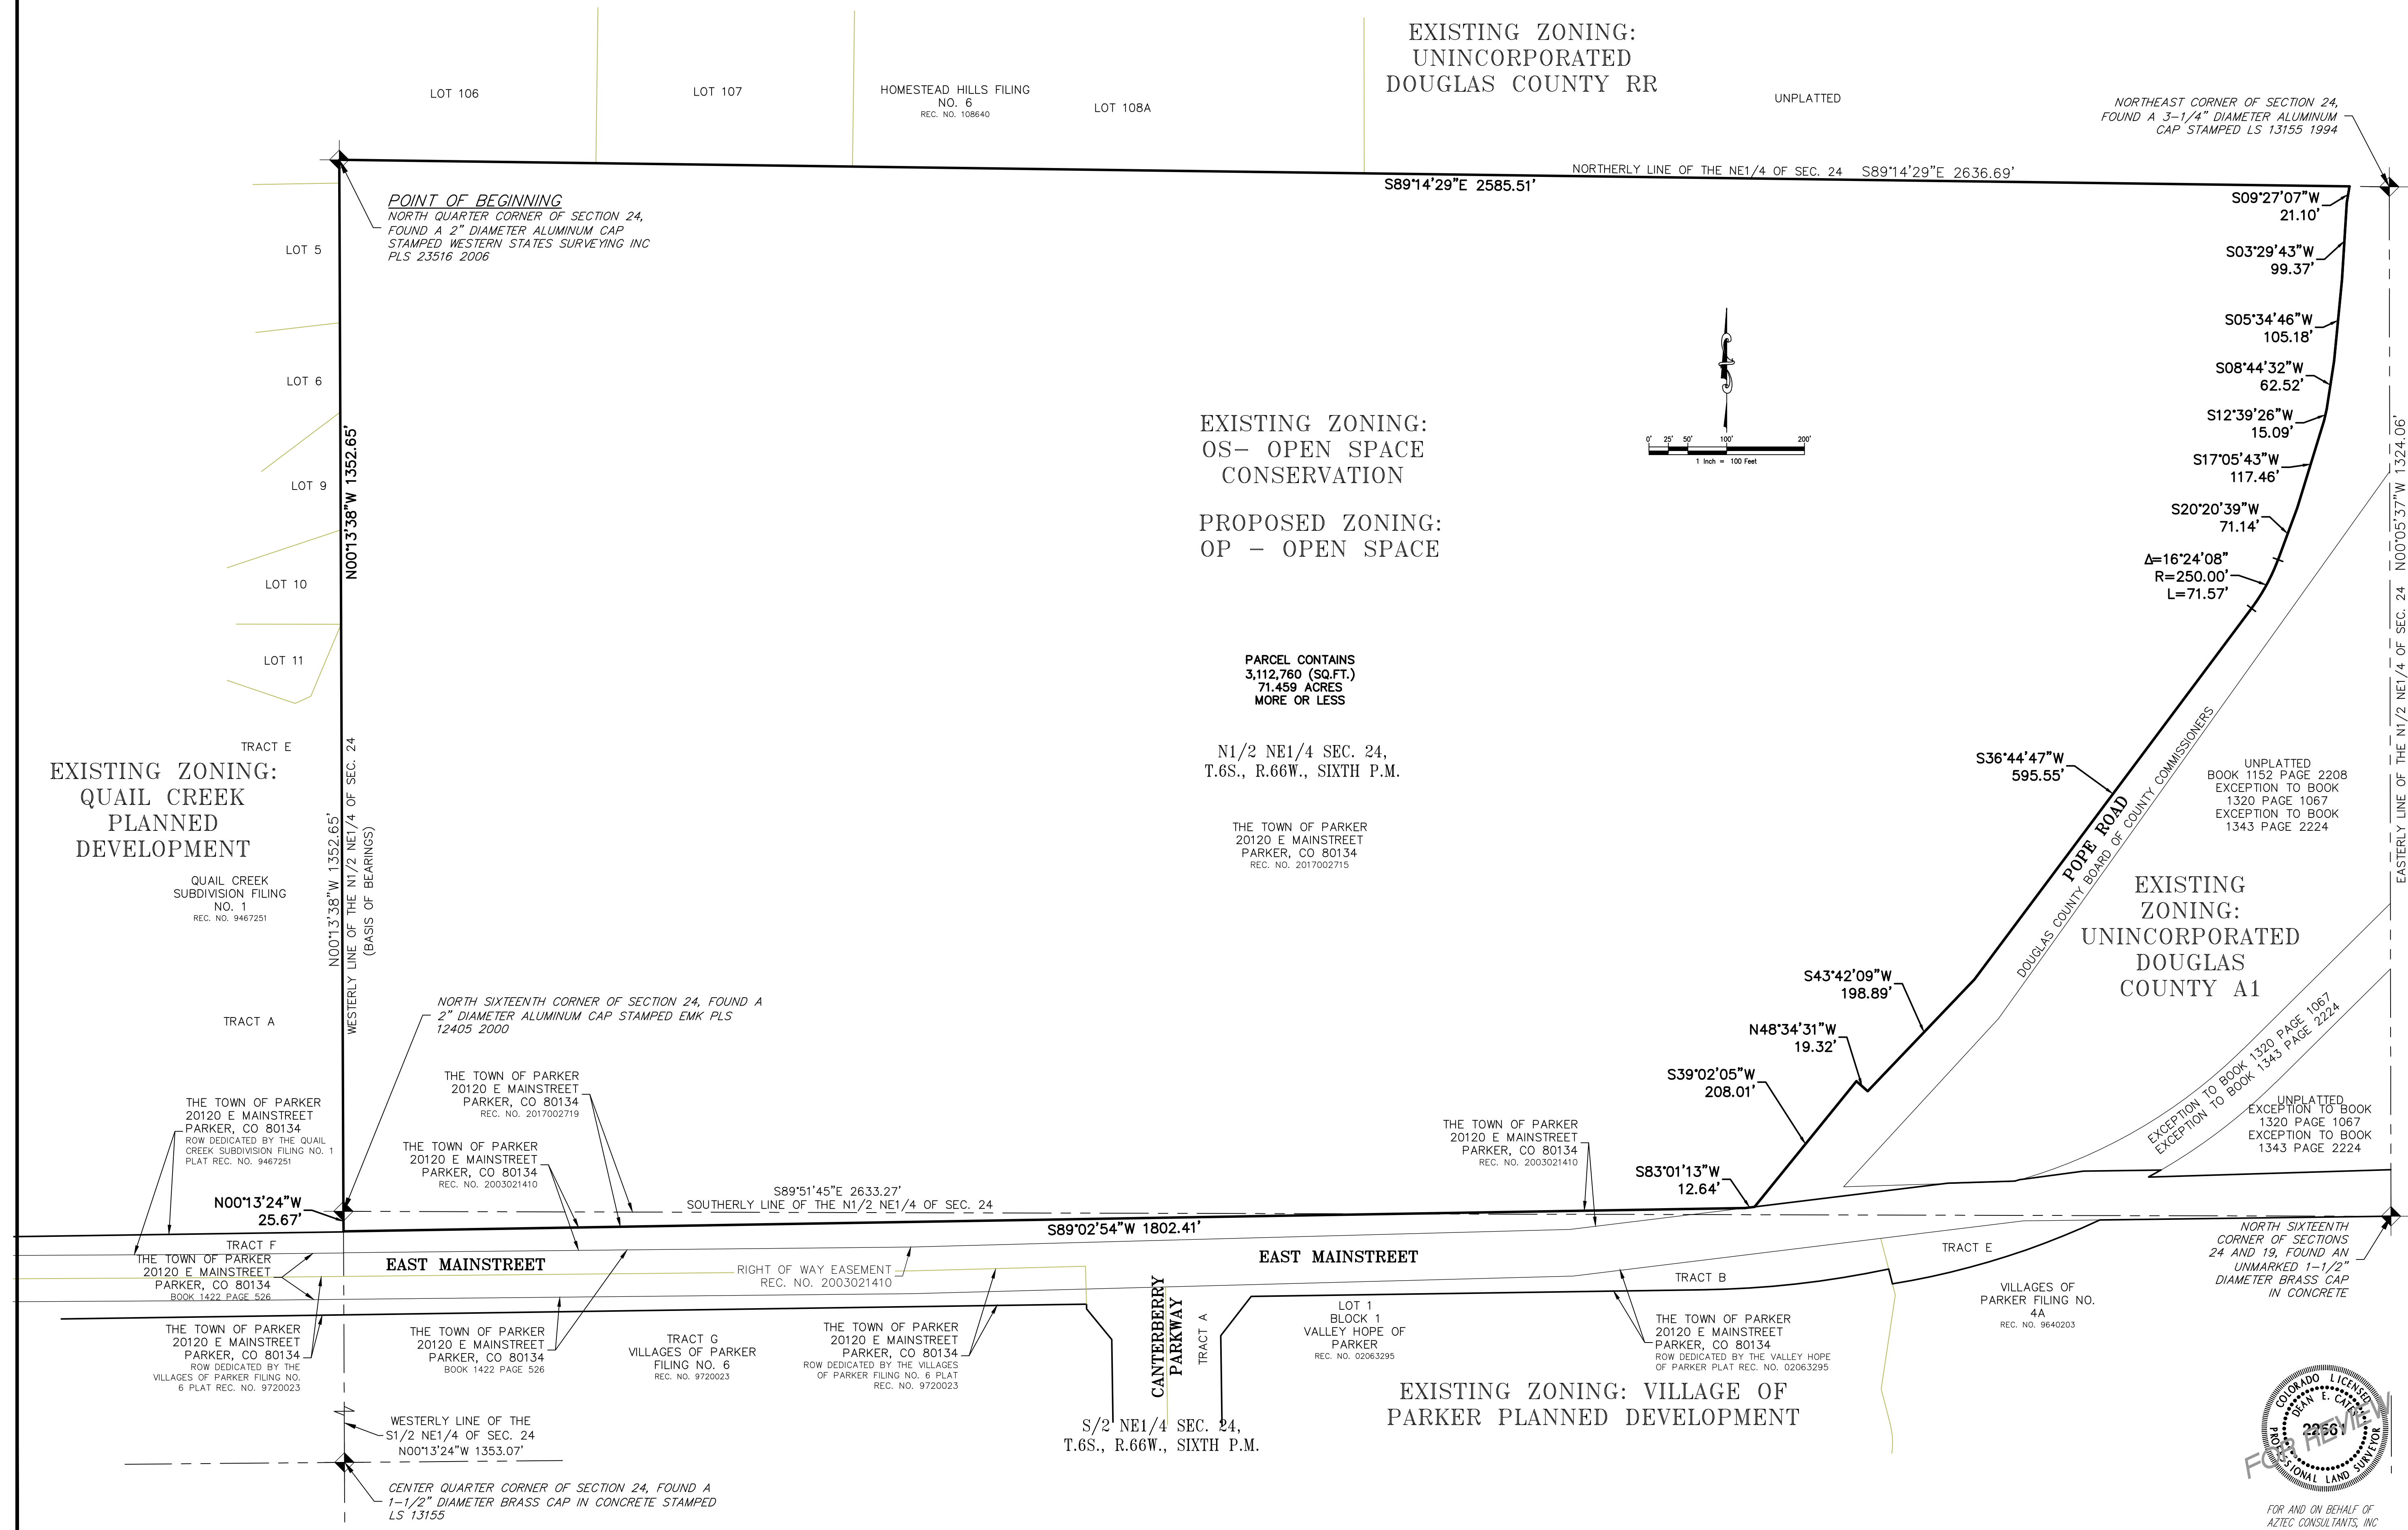 EXISTING ZONING:
UNINCORPORATED
DOUGLAS COUNTY RR
LOT 106
LOT 107
HOMESTEAD HILLS FILING
NO. 6
REC. NO. 108640
LOT 108A
UNPLATTED
NORTHEAST CORNER OF SECTION 24,
FOUND A 3-1/4" DIAMETER ALUMINUM
CAP STAMPED LS 13155 1994
NORTHERLY LINE OF THE NE1/4 OF SEC. 24 S89°14'29"E 2636.69'
S89°14'29"E 2585.51'
POINT OF BEGINNING
NORTH QUARTER CORNER OF SECTION 24,
FOUND A 2" DIAMETER ALUMINUM CAP
STAMPED WESTERN STATES SURVEYING INC
PLS 23516 2006
S09°27'07"W
21.10'
S03°29'43"W
99.37'
S05°34'46"W
105.18'
S08°44'32"W
62.52'
S12°39'26"W
15.09'
S17°05'43"W
117.46'
S20°20'39"W
71.14'
Δ=16°24'08"
R=250.00'
L=71.57'
LOT 5
LOT 6
LOT 9
LOT 10
LOT 11
TRACT E
N00°13'38"W 1352.65'
EXISTING ZONING:
OS- OPEN SPACE
CONSERVATION
PROPOSED ZONING:
OP - OPEN SPACE
0' 25' 50' 100' 200'
1 Inch = 100 Feet
PARCEL CONTAINS
3,112,760 (SQ.FT.)
71.459 ACRES
MORE OR LESS
N1/2 NE1/4 SEC. 24,
T.6S., R.66W., SIXTH P.M.
THE TOWN OF PARKER
20120 E MAINSTREET
PARKER, CO 80134
REC. NO. 2017002715
EASTERLY LINE OF THE N1/2 NE1/4 OF SEC. 24 N00°05'37"W 1324.06'
EXISTING ZONING:
QUAIL CREEK
PLANNED
DEVELOPMENT
QUAIL CREEK
SUBDIVISION FILING
NO. 1
REC. NO. 9467251
N00°13'38"W 1352.65'
WESTERLY LINE OF THE N1/2 NE1/4 OF SEC. 24
(BASIS OF BEARINGS)
S36°44'47"W
595.55'
POPE ROAD
DOUGLAS COUNTY BOARD OF COUNTY COMMISSIONERS
UNPLATTED
BOOK 1152 PAGE 2208
EXCEPTION TO BOOK
1320 PAGE 1067
EXCEPTION TO BOOK
1343 PAGE 2224
EXISTING
ZONING:
UNINCORPORATED
DOUGLAS
COUNTY A1
S43°42'09"W
198.89'
N48°34'31"W
19.32'
S39°02'05"W
208.01'
S83°01'13"W
12.64'
EXCEPTION TO BOOK 1320 PAGE 1067
EXCEPTION TO BOOK 1343 PAGE 2224
UNPLATTED
EXCEPTION TO BOOK
1320 PAGE 1067
EXCEPTION TO BOOK
1343 PAGE 2224
TRACT A
NORTH SIXTEENTH CORNER OF SECTION 24, FOUND A
2" DIAMETER ALUMINUM CAP STAMPED EMK PLS
12405 2000
THE TOWN OF PARKER
20120 E MAINSTREET
PARKER, CO 80134
REC. NO. 2017002719
THE TOWN OF PARKER
20120 E MAINSTREET
PARKER, CO 80134
ROW DEDICATED BY THE QUAIL
CREEK SUBDIVISION FILING NO. 1
PLAT REC. NO. 9467251
THE TOWN OF PARKER
20120 E MAINSTREET
PARKER, CO 80134
REC. NO. 2003021410
THE TOWN OF PARKER
20120 E MAINSTREET
PARKER, CO 80134
REC. NO. 2003021410
N00°13'24"W
25.67'
S89°51'45"E 2633.27'
SOUTHERLY LINE OF THE N1/2 NE1/4 OF SEC. 24
S89°02'54"W 1802.41'
TRACT F
THE TOWN OF PARKER
20120 E MAINSTREET
PARKER, CO 80134
BOOK 1422 PAGE 526
EAST MAINSTREET
RIGHT OF WAY EASEMENT
REC. NO. 2003021410
EAST MAINSTREET
TRACT B
TRACT E
NORTH SIXTEENTH
CORNER OF SECTIONS
24 AND 19, FOUND AN
UNMARKED 1-1/2"
DIAMETER BRASS CAP
IN CONCRETE
VILLAGES OF
PARKER FILING NO.
4A
REC. NO. 9640203
THE TOWN OF PARKER
20120 E MAINSTREET
PARKER, CO 80134
ROW DEDICATED BY THE
VILLAGES OF PARKER FILING NO.
6 PLAT REC. NO. 9720023
THE TOWN OF PARKER
20120 E MAINSTREET
PARKER, CO 80134
BOOK 1422 PAGE 526
TRACT G
VILLAGES OF PARKER
FILING NO. 6
REC. NO. 9720023
THE TOWN OF PARKER
20120 E MAINSTREET
PARKER, CO 80134
ROW DEDICATED BY THE VILLAGES
OF PARKER FILING NO. 6 PLAT
REC. NO. 9720023
CANTERBERRY
PARKWAY
TRACT A
LOT 1
BLOCK 1
VALLEY HOPE OF
PARKER
REC. NO. 02063295
THE TOWN OF PARKER
20120 E MAINSTREET
PARKER, CO 80134
ROW DEDICATED BY THE VALLEY HOPE
OF PARKER PLAT REC. NO. 02063295
EXISTING ZONING: VILLAGE OF
PARKER PLANNED DEVELOPMENT
S/2 NE1/4 SEC. 24,
T.6S., R.66W., SIXTH P.M.
WESTERLY LINE OF THE
S1/2 NE1/4 OF SEC. 24
N00°13'24"W 1353.07'
CENTER QUARTER CORNER OF SECTION 24, FOUND A
1-1/2" DIAMETER BRASS CAP IN CONCRETE STAMPED
LS 13155
COLORADO LICENSED
DEAN E. CATES
22561
PROFESSIONAL LAND SURVEYOR
FOR REVIEW
FOR AND ON BEHALF OF
AZTEC CONSULTANTS, INC